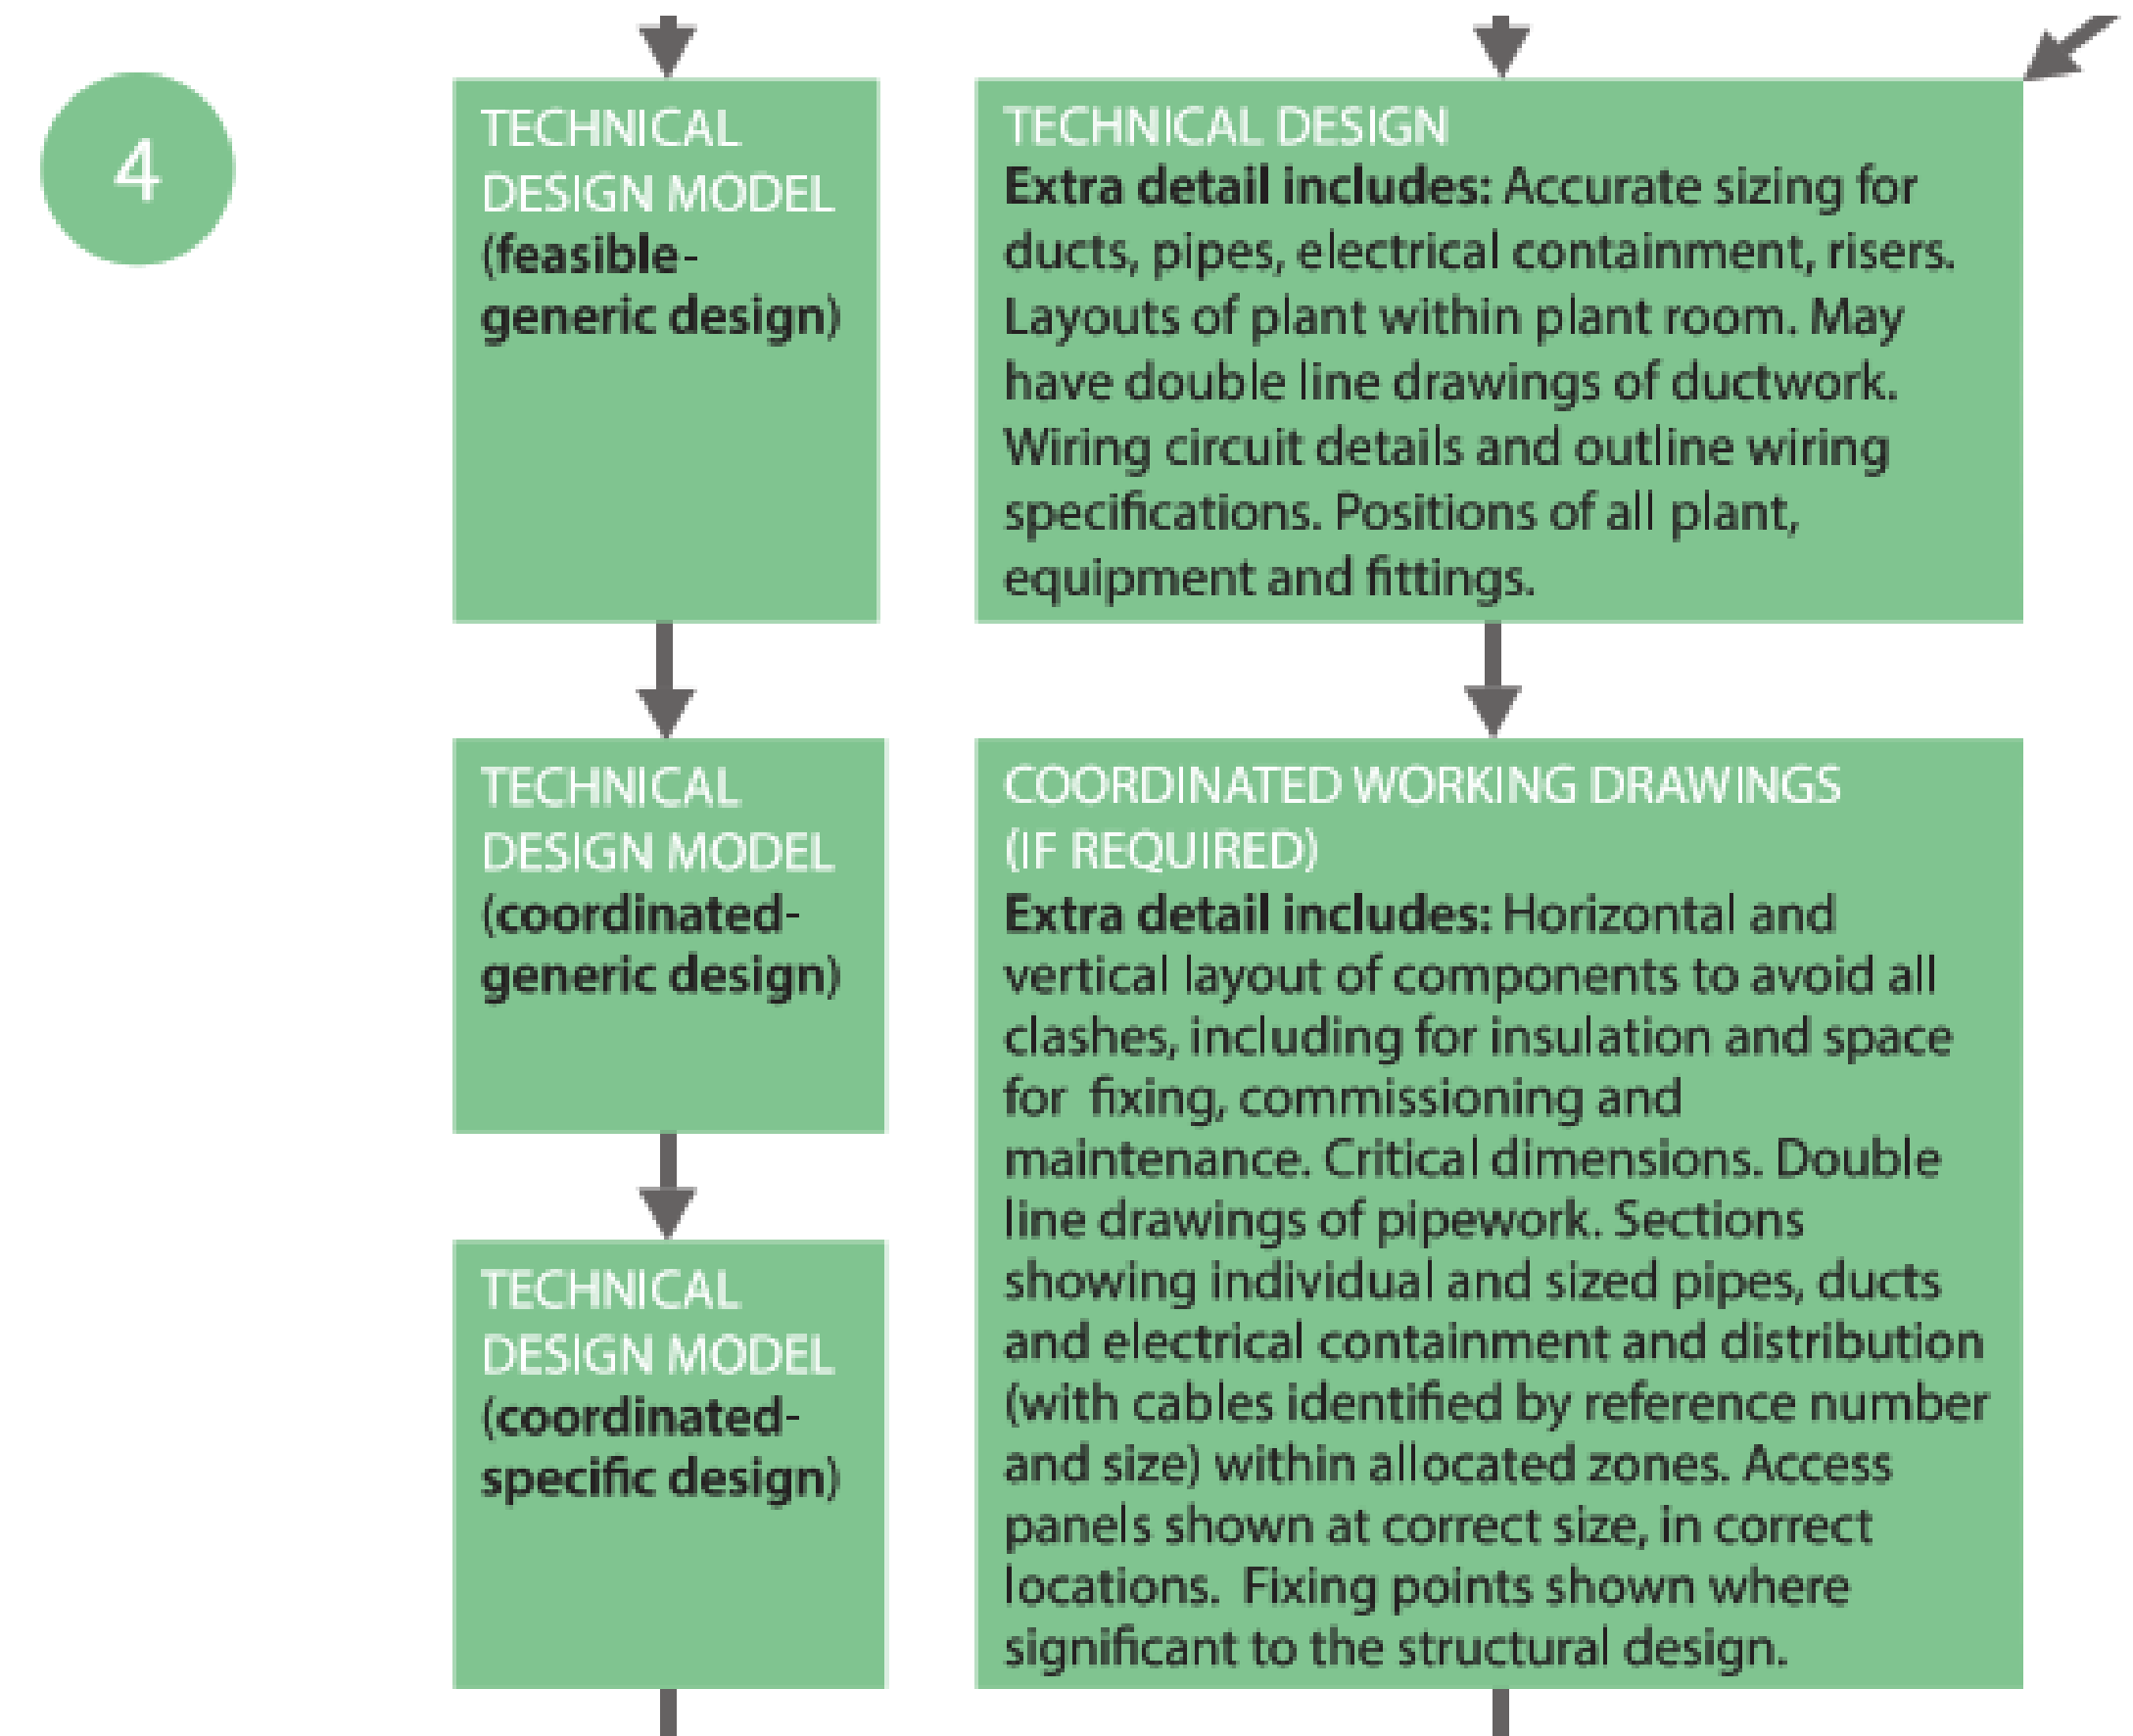 4
TECHNICAL
DESIGN MODEL
(feasible-
generic design)
TECHNICAL DESIGN
Extra detail includes: Accurate sizing for
ducts, pipes, electrical containment, risers.
Layouts of plant within plant room. May
have double line drawings of ductwork.
Wiring circuit details and outline wiring
specifications. Positions of all plant,
equipment and fittings.
TECHNICAL
DESIGN MODEL
(coordinated-
generic design)
TECHNICAL
DESIGN MODEL
(coordinated-
specific design)
COORDINATED WORKING DRAWINGS
(IF REQUIRED)
Extra detail includes: Horizontal and
vertical layout of components to avoid all
clashes, including for insulation and space
for fixing, commissioning and
maintenance. Critical dimensions. Double
line drawings of pipework. Sections
showing individual and sized pipes, ducts
and electrical containment and distribution
(with cables identified by reference number
and size) within allocated zones. Access
panels shown at correct size, in correct
locations. Fixing points shown where
significant to the structural design.